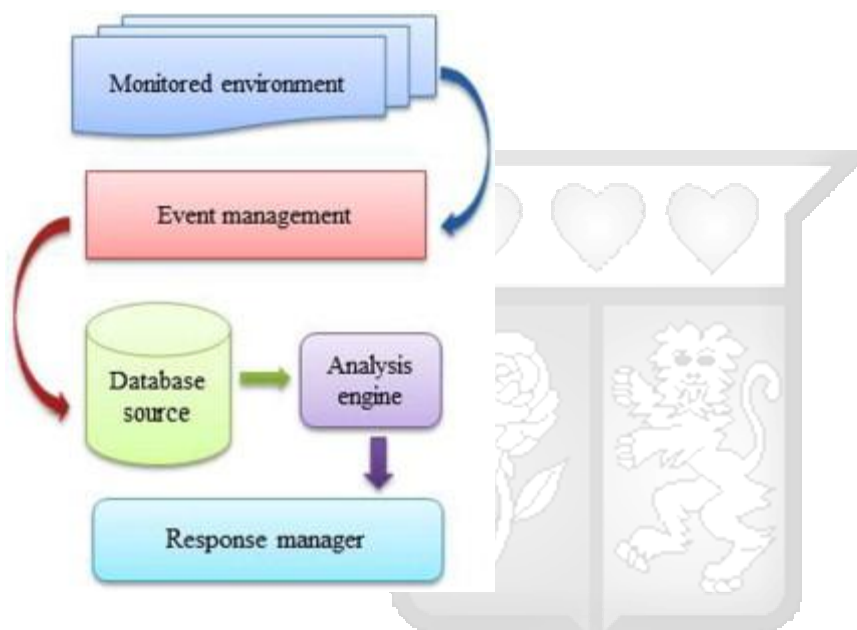 Monitored environment
Event management
Database
source
Analysis
engine
Response manager